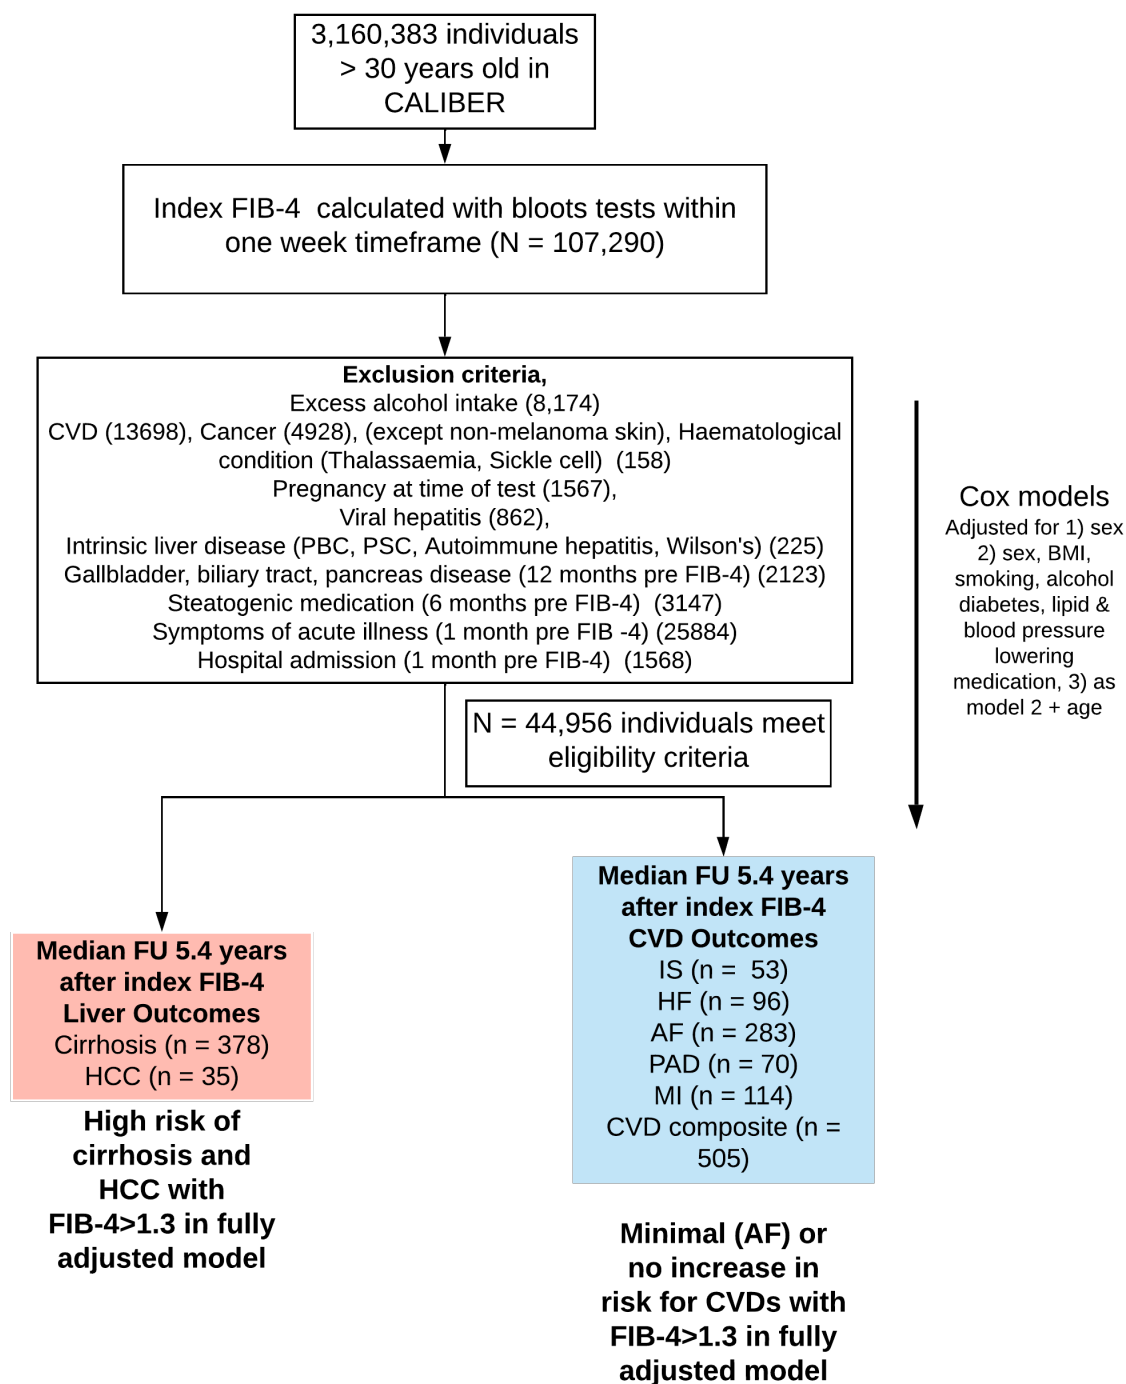 3,160,383 individuals
> 30 years old in
CALIBER
Index FIB-4 calculated with bloots tests within
one week timeframe (N = 107,290)
Exclusion criteria,
Excess alcohol intake (8,174)
CVD (13698), Cancer (4928), (except non-melanoma skin), Haematological
condition (Thalassaemia, Sickle cell) (158)
Pregnancy at time of test (1567),
Viral hepatitis (862),
Intrinsic liver disease (PBC, PSC, Autoimmune hepatitis, Wilson's) (225)
Gallbladder, biliary tract, pancreas disease (12 months pre FIB-4) (2123)
Steatogenic medication (6 months pre FIB-4) (3147)
Symptoms of acute illness (1 month pre FIB -4) (25884)
Hospital admission (1 month pre FIB-4) (1568)
Cox models
Adjusted for 1) sex
2) sex, BMI,
smoking, alcohol
diabetes, lipid &
blood pressure
lowering
medication, 3) as
model 2 + age
N = 44,956 individuals meet
eligibility criteria
Median FU 5.4 years
after index FIB-4
Liver Outcomes
Cirrhosis (n = 378)
HCC (n = 35)
High risk of
cirrhosis and
HCC with
FIB-4>1.3 in fully
adjusted model
Median FU 5.4 years
after index FIB-4
CVD Outcomes
IS (n = 53)
HF (n = 96)
AF (n = 283)
PAD (n = 70)
MI (n = 114)
CVD composite (n =
505)
Minimal (AF) or
no increase in
risk for CVDs with
FIB-4>1.3 in fully
adjusted model